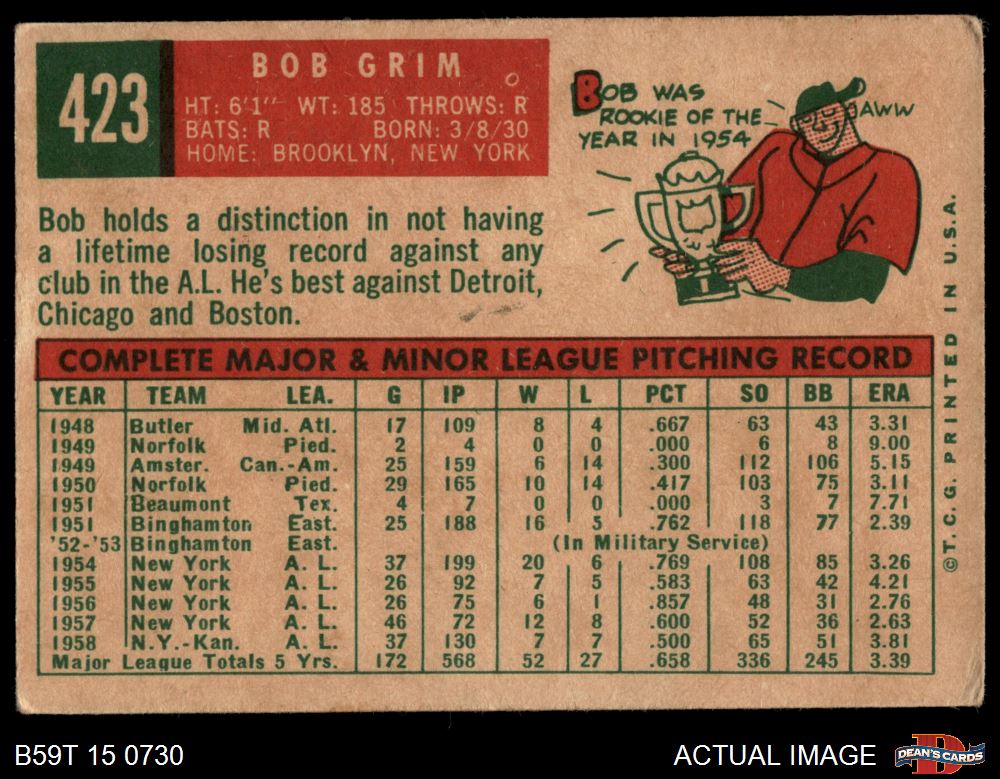 423
BOB GRIM
HT: 6'1" WT: 185 THROWS: R
BATS: R BORN: 3/8/30
HOME: BROOKLYN, NEW YORK
BOB WAS
ROOKIE OF THE
YEAR IN 1954
AWW
Bob holds a distinction in not having
a lifetime losing record against any
club in the A.L. He's best against Detroit,
Chicago and Boston.
COMPLETE MAJOR & MINOR LEAGUE PITCHING RECORD
YEAR TEAM LEA. G IP W L PCT SO BB ERA
1948 Butler Mid. Atl. 17 109 8 4 .667 63 43 3.31
1949 Norfolk Pied. 2 4 0 0 .000 6 8 9.00
1949 Amster. Can.-Am. 25 159 6 14 .300 112 106 5.15
1950 Norfolk Pied. 29 165 10 14 .417 103 75 3.11
1951 Beaumont Tex. 4 7 0 0 .000 3 7 7.71
1951 Binghamton East. 25 188 16 5 .762 118 77 2.39
'52-'53 Binghamton East. (In Military Service)
1954 New York A. L. 37 199 20 6 .769 108 85 3.26
1955 New York A. L. 26 92 7 5 .583 63 42 4.21
1956 New York A. L. 26 75 6 1 .857 48 31 2.76
1957 New York A. L. 46 72 12 8 .600 52 36 2.63
1958 N.Y.-Kan. A. L. 37 130 7 7 .500 65 51 3.81
Major League Totals 5 Yrs. 172 568 52 27 .658 336 245 3.39
©T.C.G. PRINTED IN U.S.A.
B59T 15 0730
ACTUAL IMAGE
D
DEAN'S CARDS